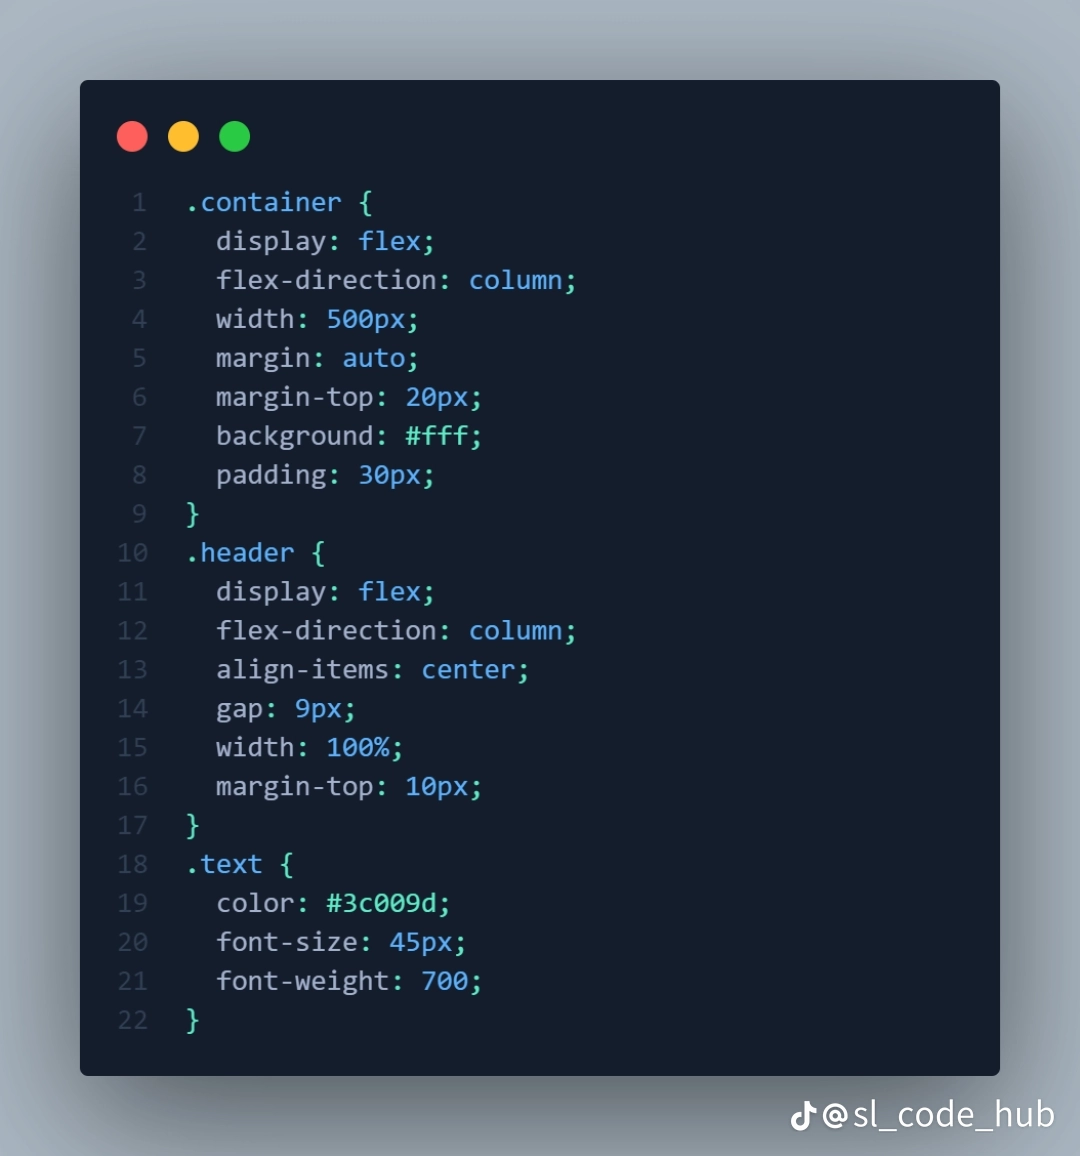 1 .container {
2   display: flex;
3   flex-direction: column;
4   width: 500px;
5   margin: auto;
6   margin-top: 20px;
7   background: #fff;
8   padding: 30px;
9 }
10 .header {
11   display: flex;
12   flex-direction: column;
13   align-items: center;
14   gap: 9px;
15   width: 100%;
16   margin-top: 10px;
17 }
18 .text {
19   color: #3c009d;
20   font-size: 45px;
21   font-weight: 700;
22 }
@sl_code_hub